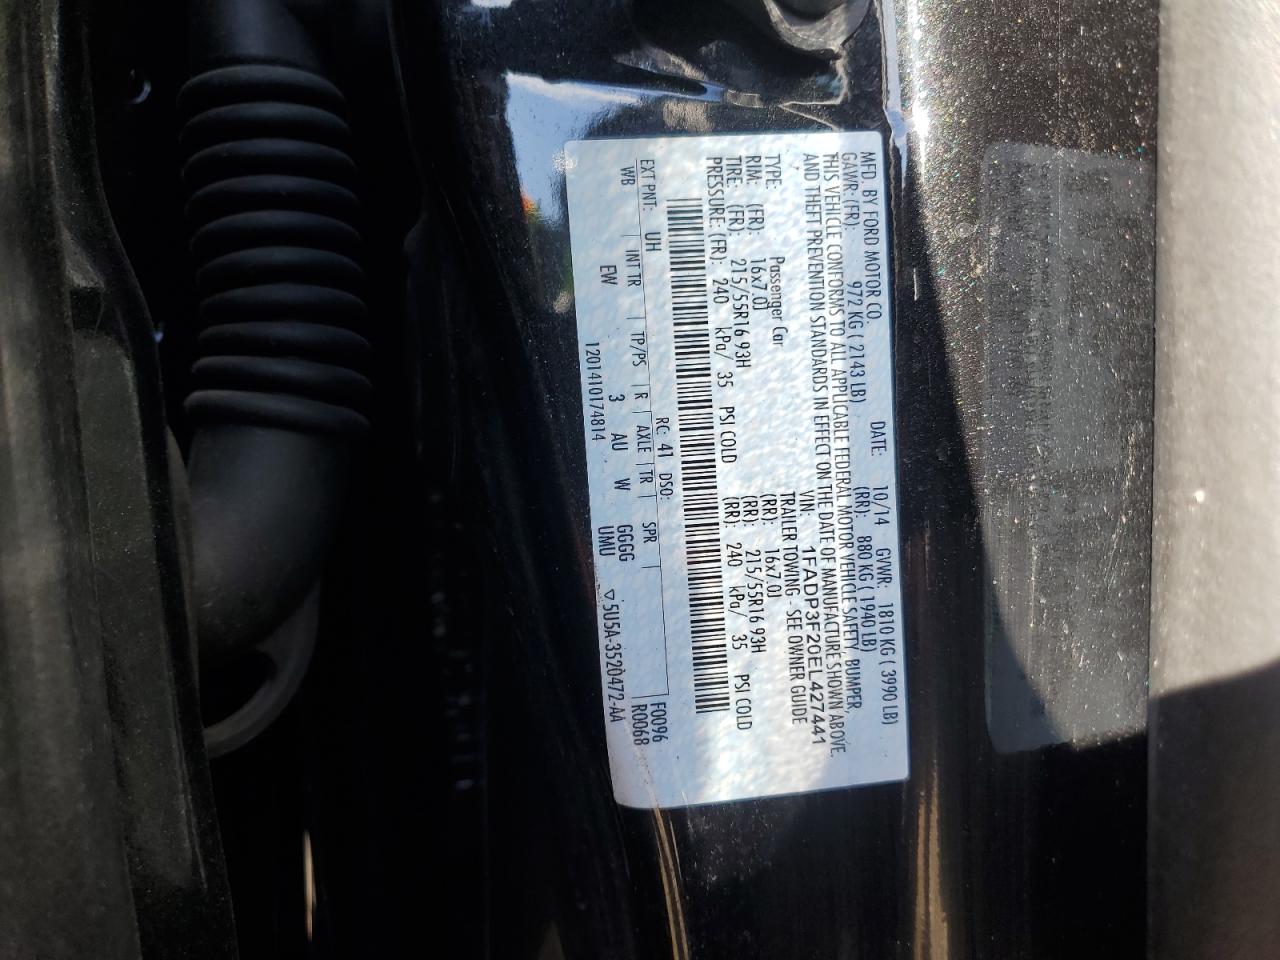 MFD. BY FORD MOTOR CO. DATE: 10/14 GVWR: 1810 KG ( 3990 LB)
GAWR: (FR): 972 KG ( 2143 LB) (RR): 880 KG ( 1940 LB)
THIS VEHICLE CONFORMS TO ALL APPLICABLE FEDERAL MOTOR VEHICLE SAFETY, BUMPER,
AND THEFT PREVENTION STANDARDS IN EFFECT ON THE DATE OF MANUFACTURE SHOWN ABOVE.
VIN: 1FADP3F20EL427441
TYPE: Passenger Car TRAILER TOWING - SEE OWNER GUIDE
RIM: (FR): 16x7.0J (RR): 16x7.0J
TIRE: (FR): 215/55R16 93H (RR): 215/55R16 93H
PRESSURE: (FR): 240 kPa/ 35 PSI COLD (RR): 240 kPa/ 35 PSI COLD
RC: 41 DSO: F0096
EXT PNT: UH INT TR TP/PS R AXLE TR SPR R0068
WB EW 3 AU W GGGG
UMU
1201410174814 ▽5U5A-3520472-AA